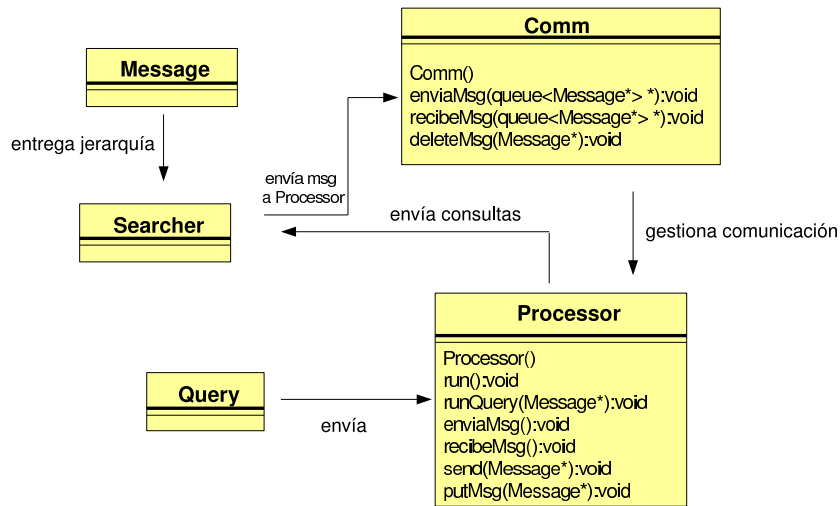 Message
entrega jerarquía
Searcher
envía msg
a Processor
Comm
Comm()
enviaMsg(queue<Message*> *):void
recibeMsg(queue<Message*> *):void
deleteMsg(Message*):void
envía consultas
gestiona comunicación
Query
envía
Processor
Processor()
run():void
runQuery(Message*):void
enviaMsg():void
recibeMsg():void
send(Message*):void
putMsg(Message*):void